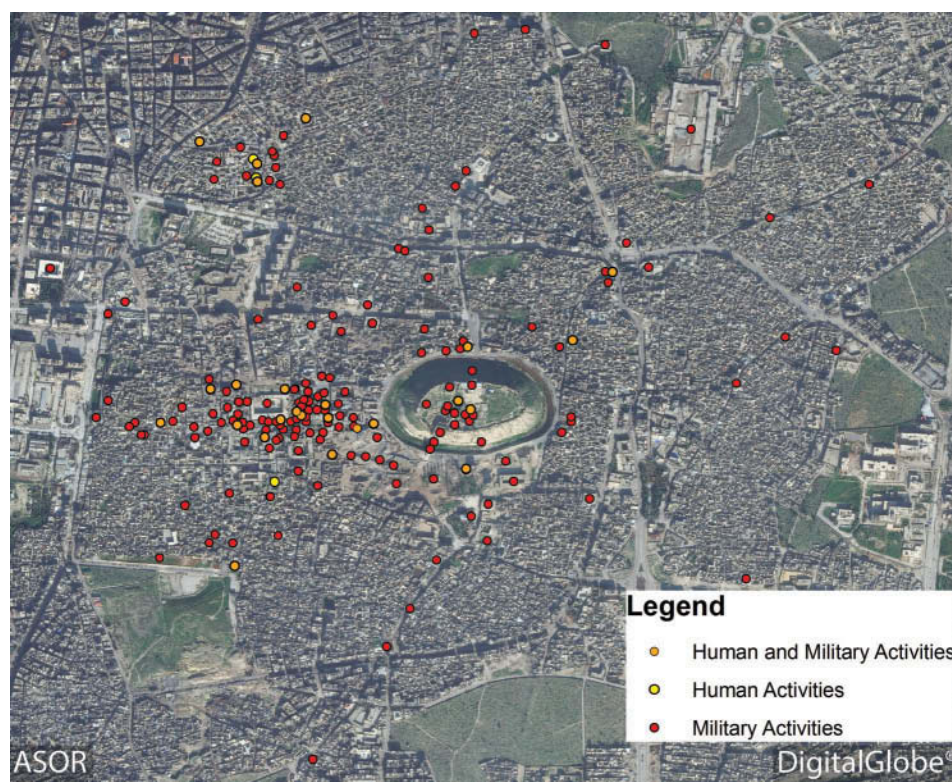 Legend
Human and Military Activities
Human Activities
Military Activities
ASOR
DigitalGlobe